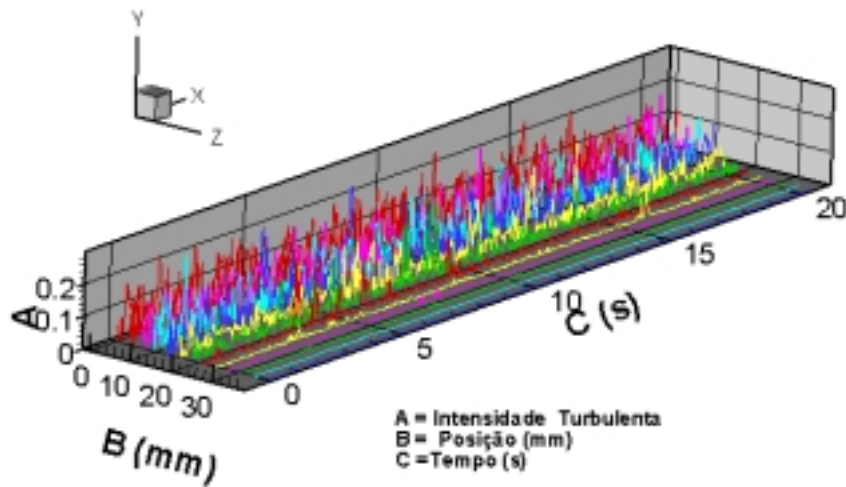 Y
X
Z
0.2
0.1
0
A
0 10 20 30
B (mm)
0 5 10 15 20
C (s)
A = Intensidade Turbulenta
B = Posição (mm)
C =Tempo (s)